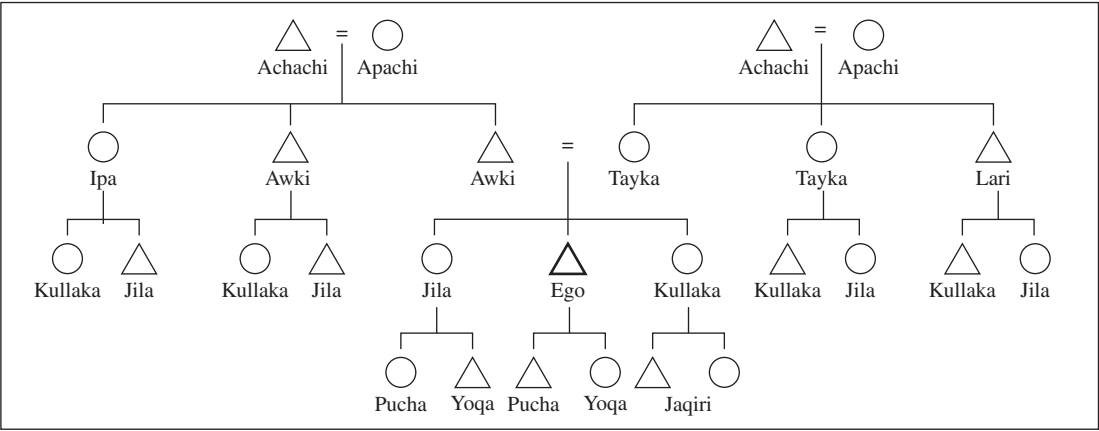 = =
Achachi Apachi Achachi Apachi
=
Ipa Awki Awki Tayka Tayka Lari
Kullaka Jila Kullaka Jila Jila Ego Kullaka Kullaka Jila Kullaka Jila
Pucha Yoqa Pucha Yoqa Jaqiri